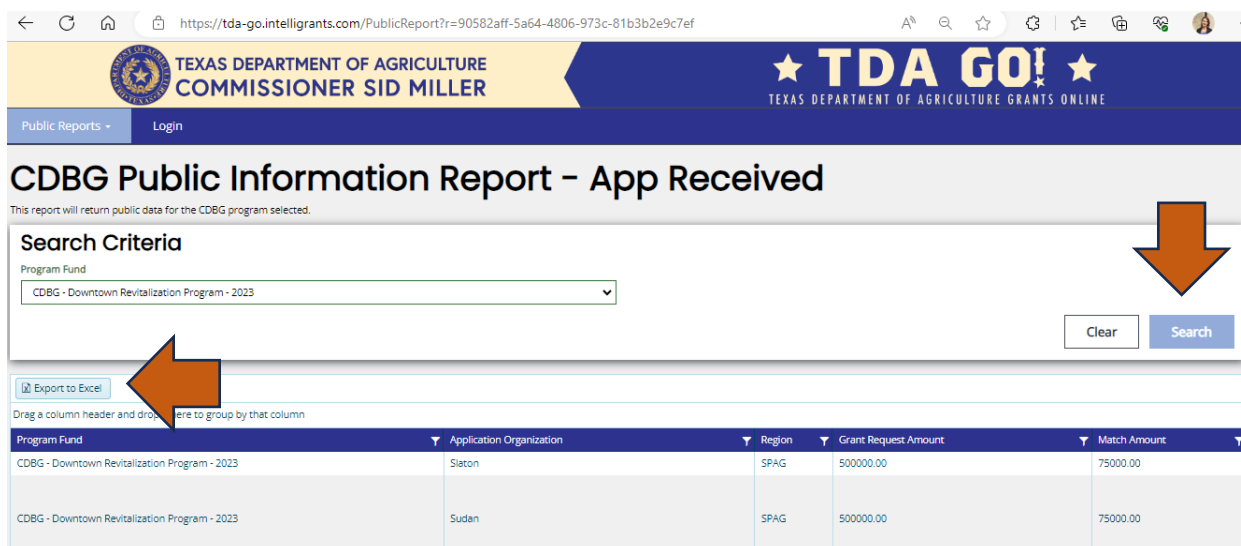 https://tda-go.intelligrants.com/PublicReport?r=90582aff-5a64-4806-973c-81b3b2e9c7ef
TEXAS DEPARTMENT OF AGRICULTURE
COMMISSIONER SID MILLER
TDA GO!
TEXAS DEPARTMENT OF AGRICULTURE GRANTS ONLINE
Public Reports Login
CDBG Public Information Report - App Received
This report will return public data for the CDBG program selected.
Search Criteria
Program Fund
CDBG - Downtown Revitalization Program - 2023
Clear Search
Export to Excel
Drag a column header and drop here to group by that column
Program Fund Application Organization Region Grant Request Amount Match Amount
CDBG - Downtown Revitalization Program - 2023 Slaton SPAG 500000.00 75000.00
CDBG - Downtown Revitalization Program - 2023 Sudan SPAG 500000.00 75000.00